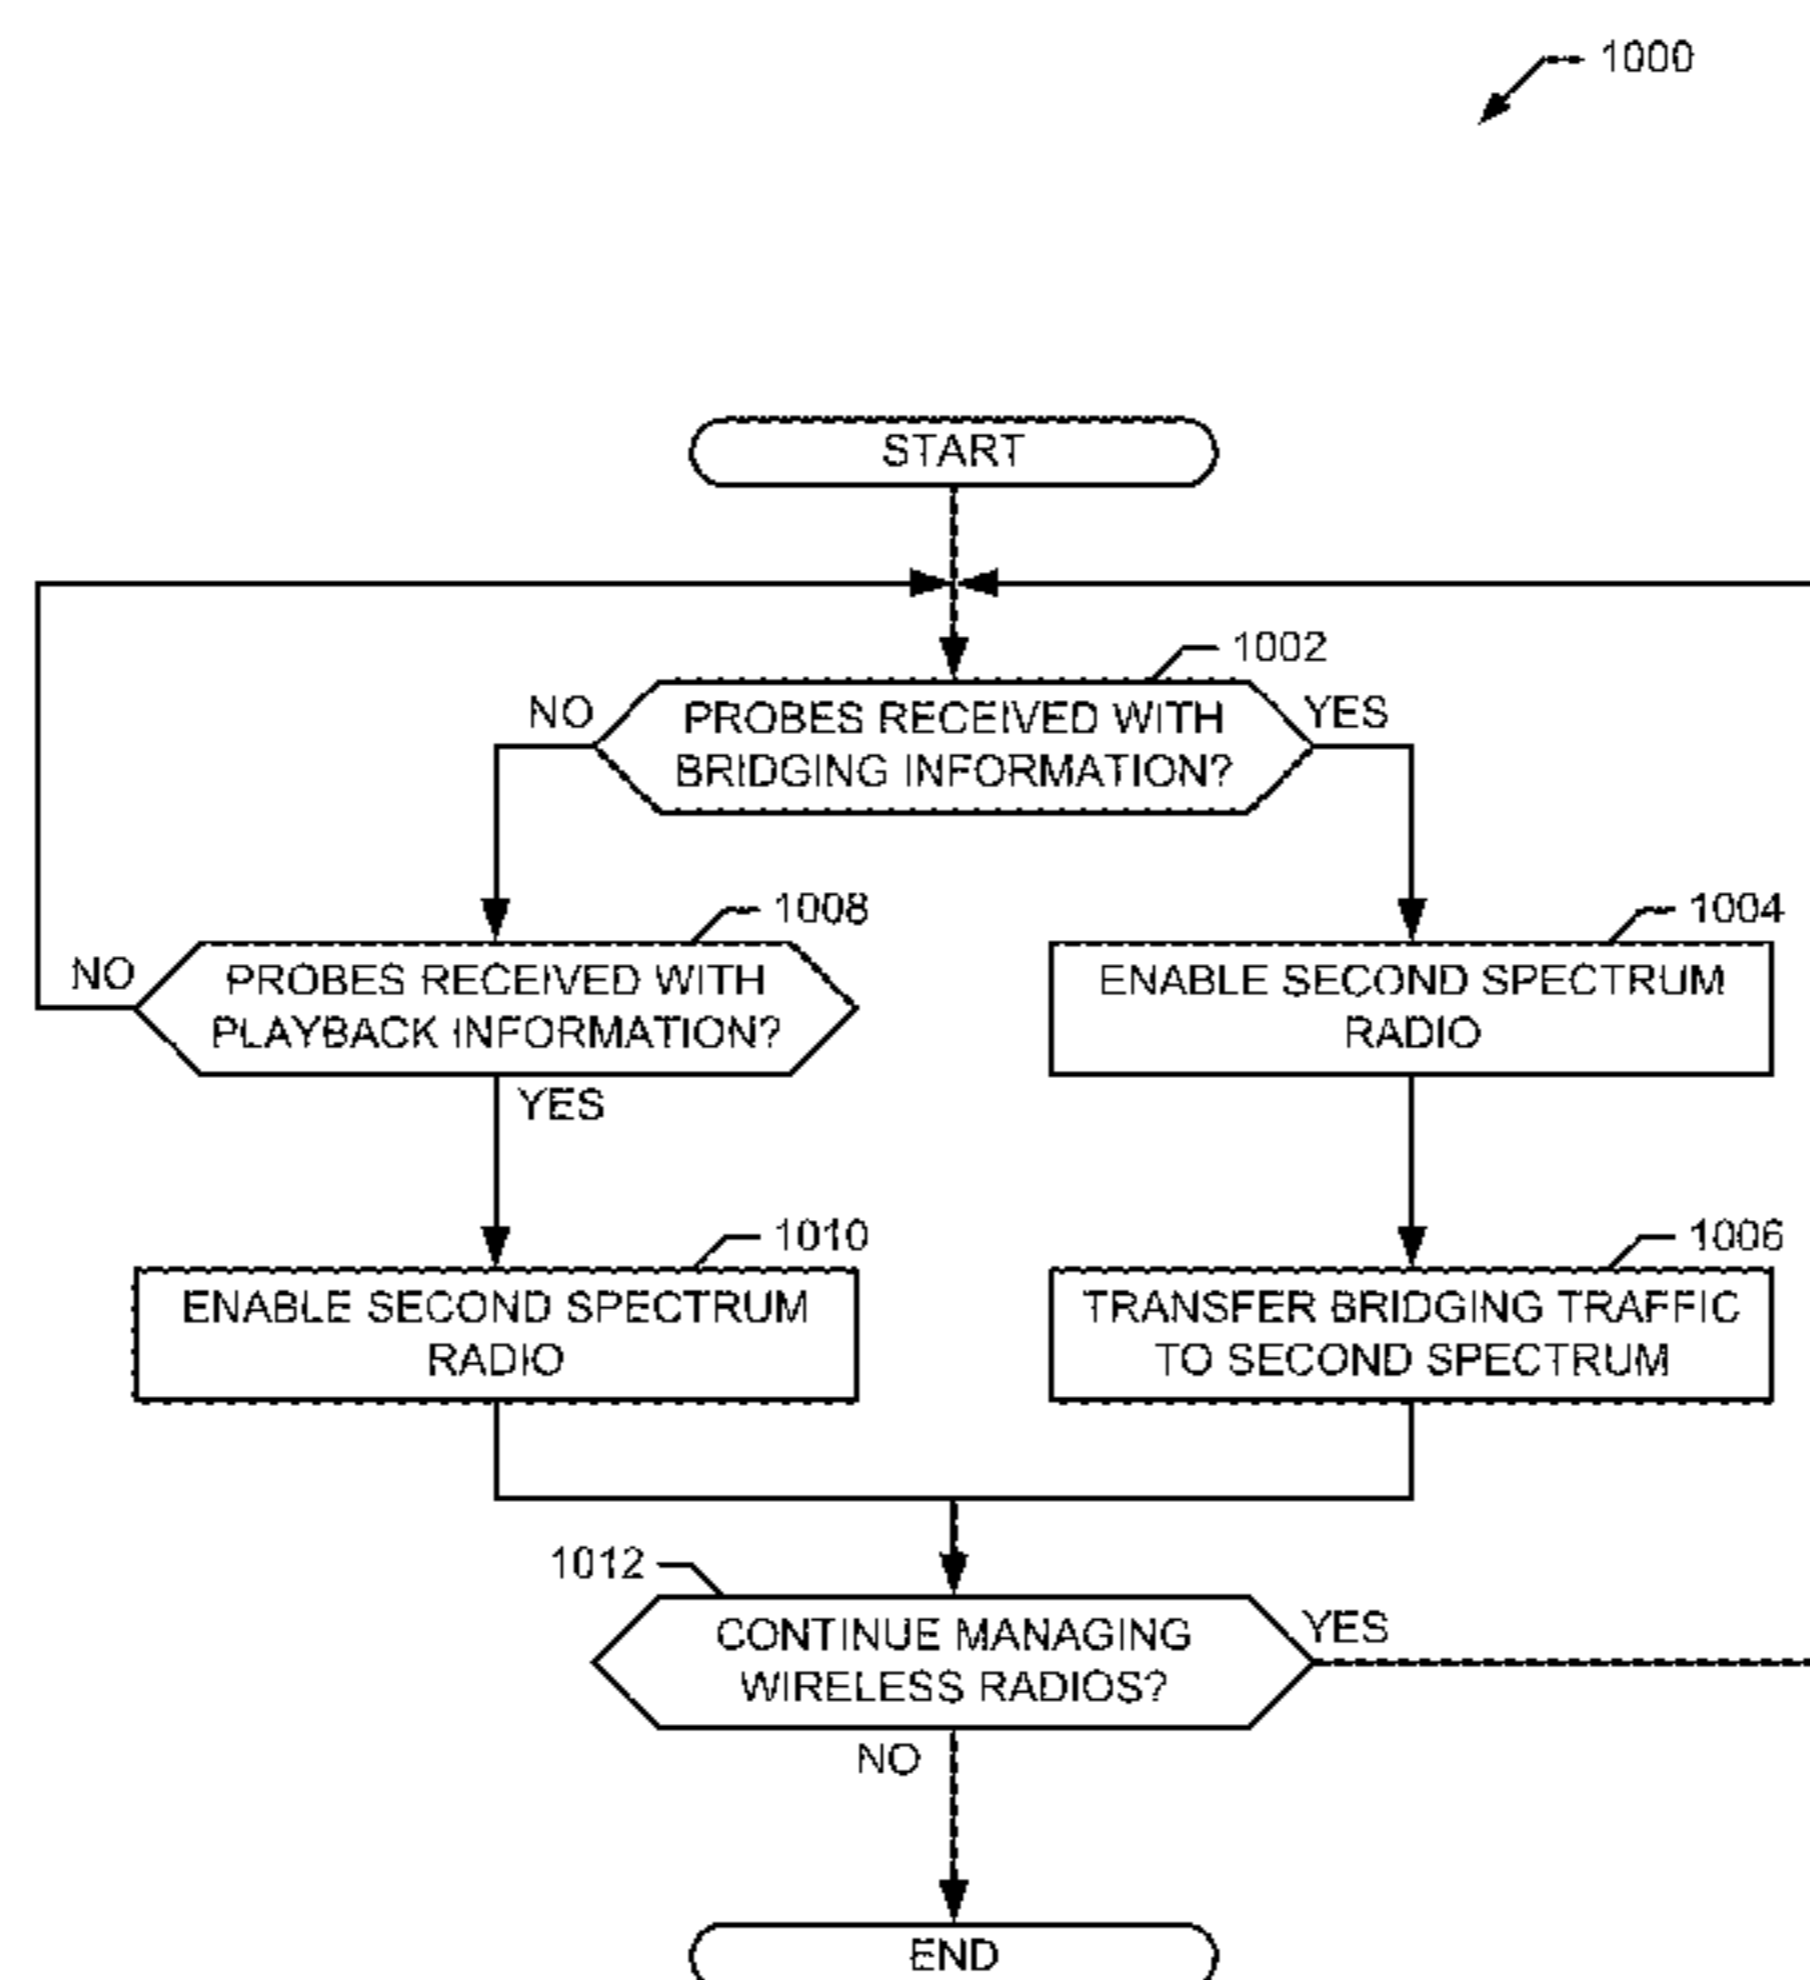 1000
START
1002
NO
PROBES RECEIVED WITH
BRIDGING INFORMATION?
YES
1008
1004
NO
PROBES RECEIVED WITH
PLAYBACK INFORMATION?
ENABLE SECOND SPECTRUM
RADIO
YES
1010
1006
ENABLE SECOND SPECTRUM
RADIO
TRANSFER BRIDGING TRAFFIC
TO SECOND SPECTRUM
1012
CONTINUE MANAGING
WIRELESS RADIOS?
YES
NO
END